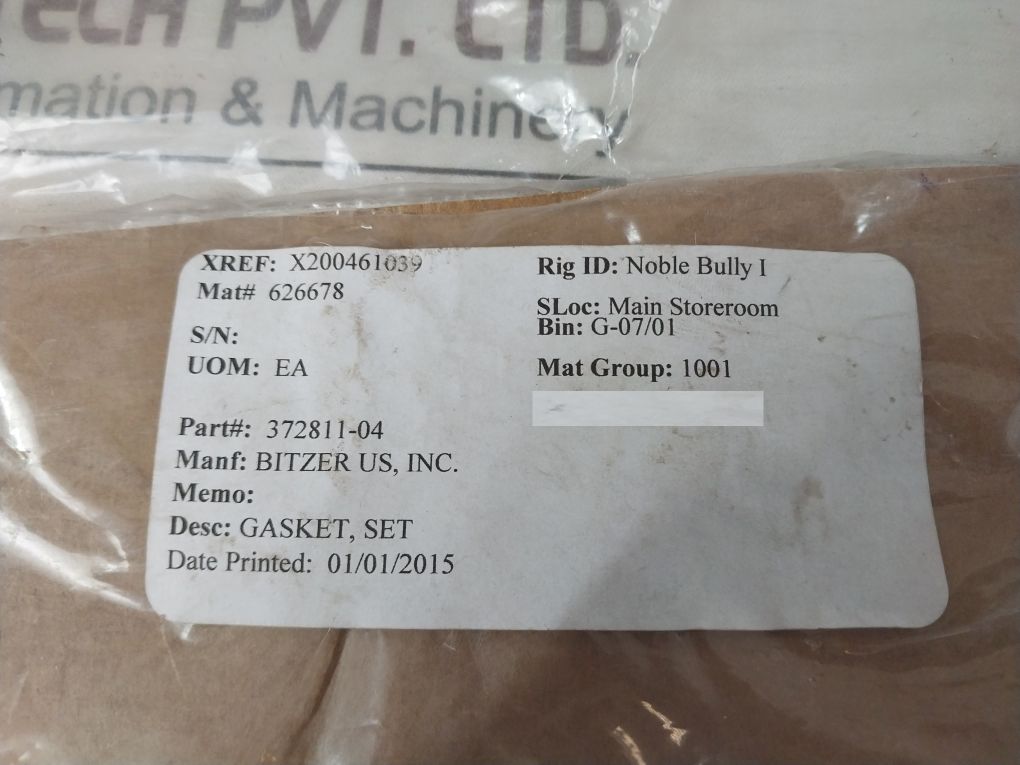 TECH PVT. LTD.
mation & Machinery
XREF: X200461039
Mat# 626678
S/N:
UOM: EA
Part#: 372811-04
Manf: BITZER US, INC.
Memo:
Desc: GASKET, SET
Date Printed: 01/01/2015
Rig ID: Noble Bully I
SLoc: Main Storeroom
Bin: G-07/01
Mat Group: 1001